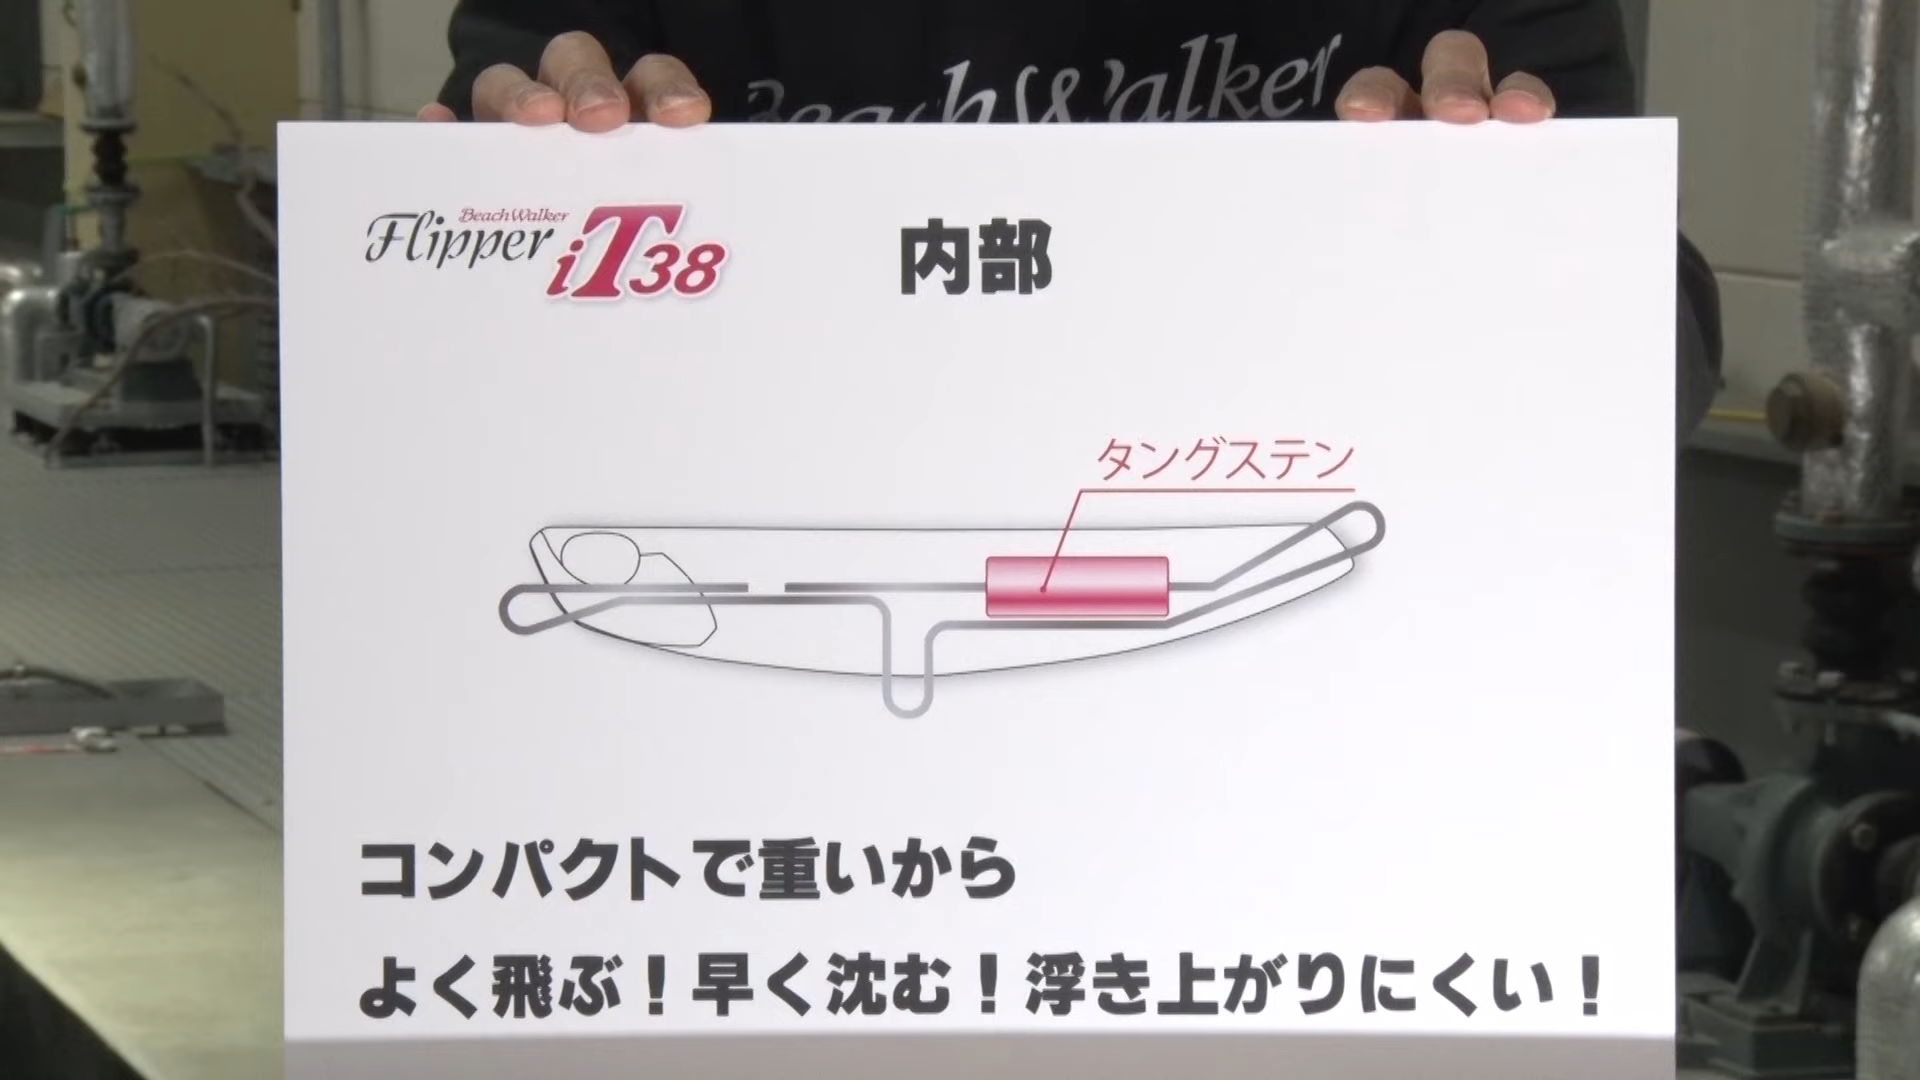 BeachWalker
BeachWalker
Flipper iT38
内部
タングステン
コンパクトで重いから
よく飛ぶ！早く沈む！浮き上がりにくい！